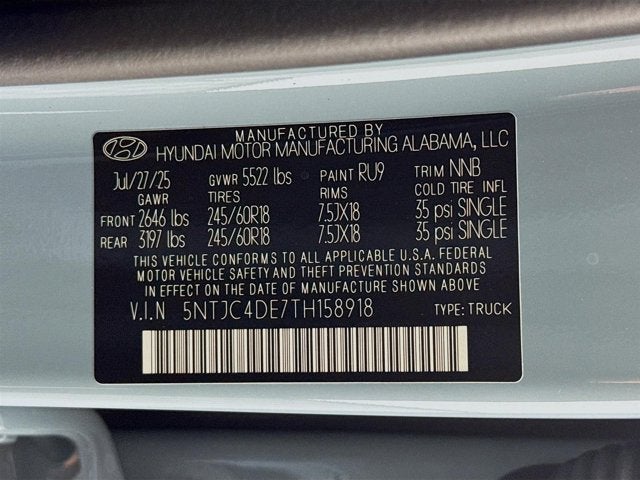 MANUFACTURED BY
HYUNDAI MOTOR MANUFACTURING ALABAMA, LLC
Jul/27/25 GVWR 5522 lbs PAINT RU9 TRIM NNB
GAWR TIRES RIMS COLD TIRE INFL
FRONT 2646 lbs 245/60R18 7.5JX18 35 psi SINGLE
REAR 3197 lbs 245/60R18 7.5JX18 35 psi SINGLE
THIS VEHICLE CONFORMS TO ALL APPLICABLE U.S.A. FEDERAL
MOTOR VEHICLE SAFETY AND THEFT PREVENTION STANDARDS
IN EFFECT ON THE DATE OF MANUFACTURE SHOWN ABOVE.
V.I.N 5NTJC4DE7TH158918 TYPE: TRUCK